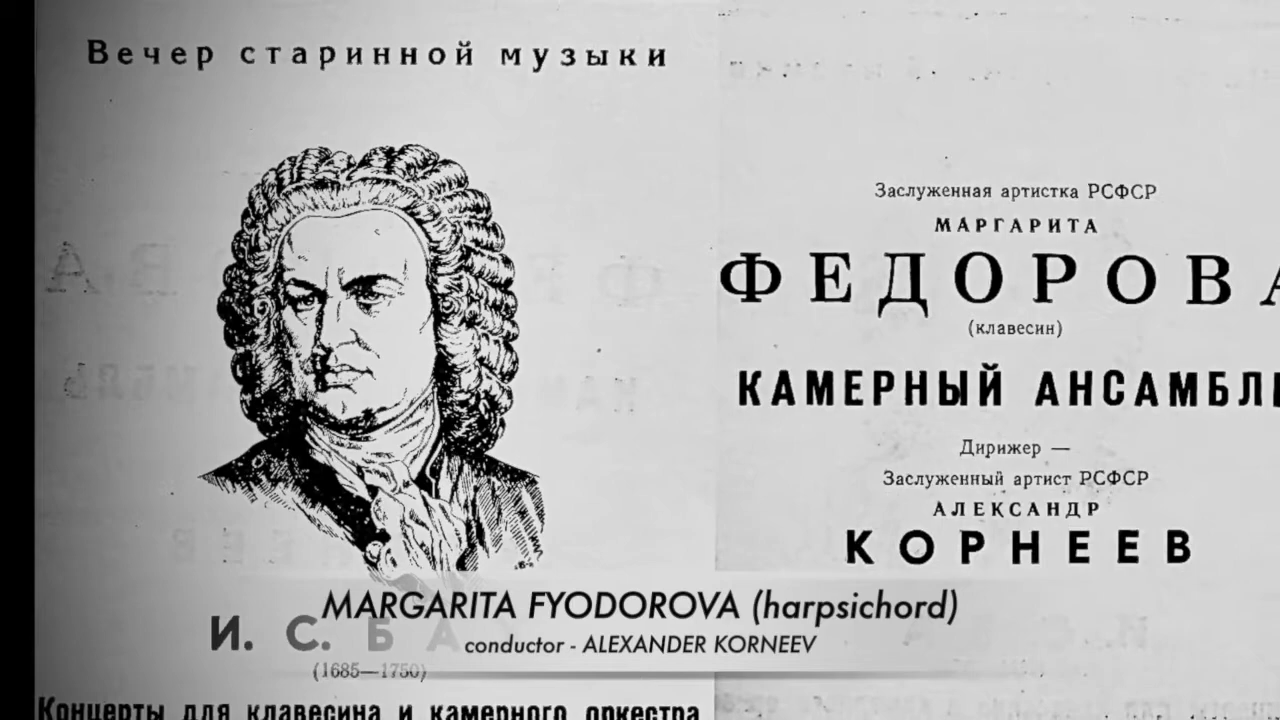 Вечер старинной музыки
И. С. БА
(1685—1750)
Концерты для клавесина и камерного оркестра
Заслуженная артистка РСФСР
МАРГАРИТА
ФЕДОРОВА
(клавесин)
КАМЕРНЫЙ АНСАМБЛЬ
Дирижер —
Заслуженный артист РСФСР
АЛЕКСАНДР
КОРНЕЕВ
MARGARITA FYODOROVA (harpsichord)
conductor - ALEXANDER KORNEEV